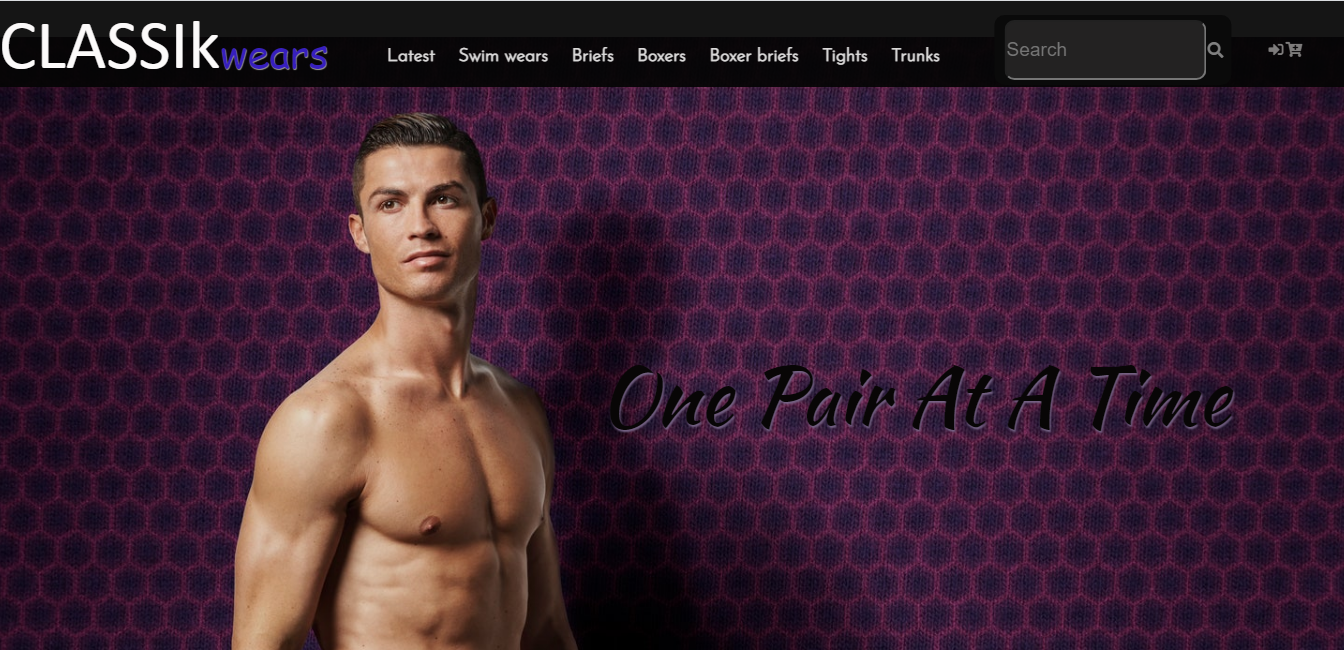 CLASSIkwears
Latest Swim wears Briefs Boxers Boxer briefs Tights Trunks
Search
One Pair At A Time